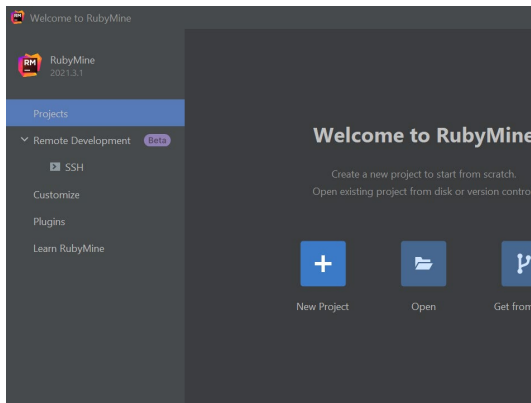 Welcome to RubyMine
RubyMine
2021.3.1
Projects
Remote Development Beta
SSH
Customize
Plugins
Learn RubyMine
Welcome to RubyMine
Create a new project to start from scratch.
Open existing project from disk or version contro
New Project
Open
Get from